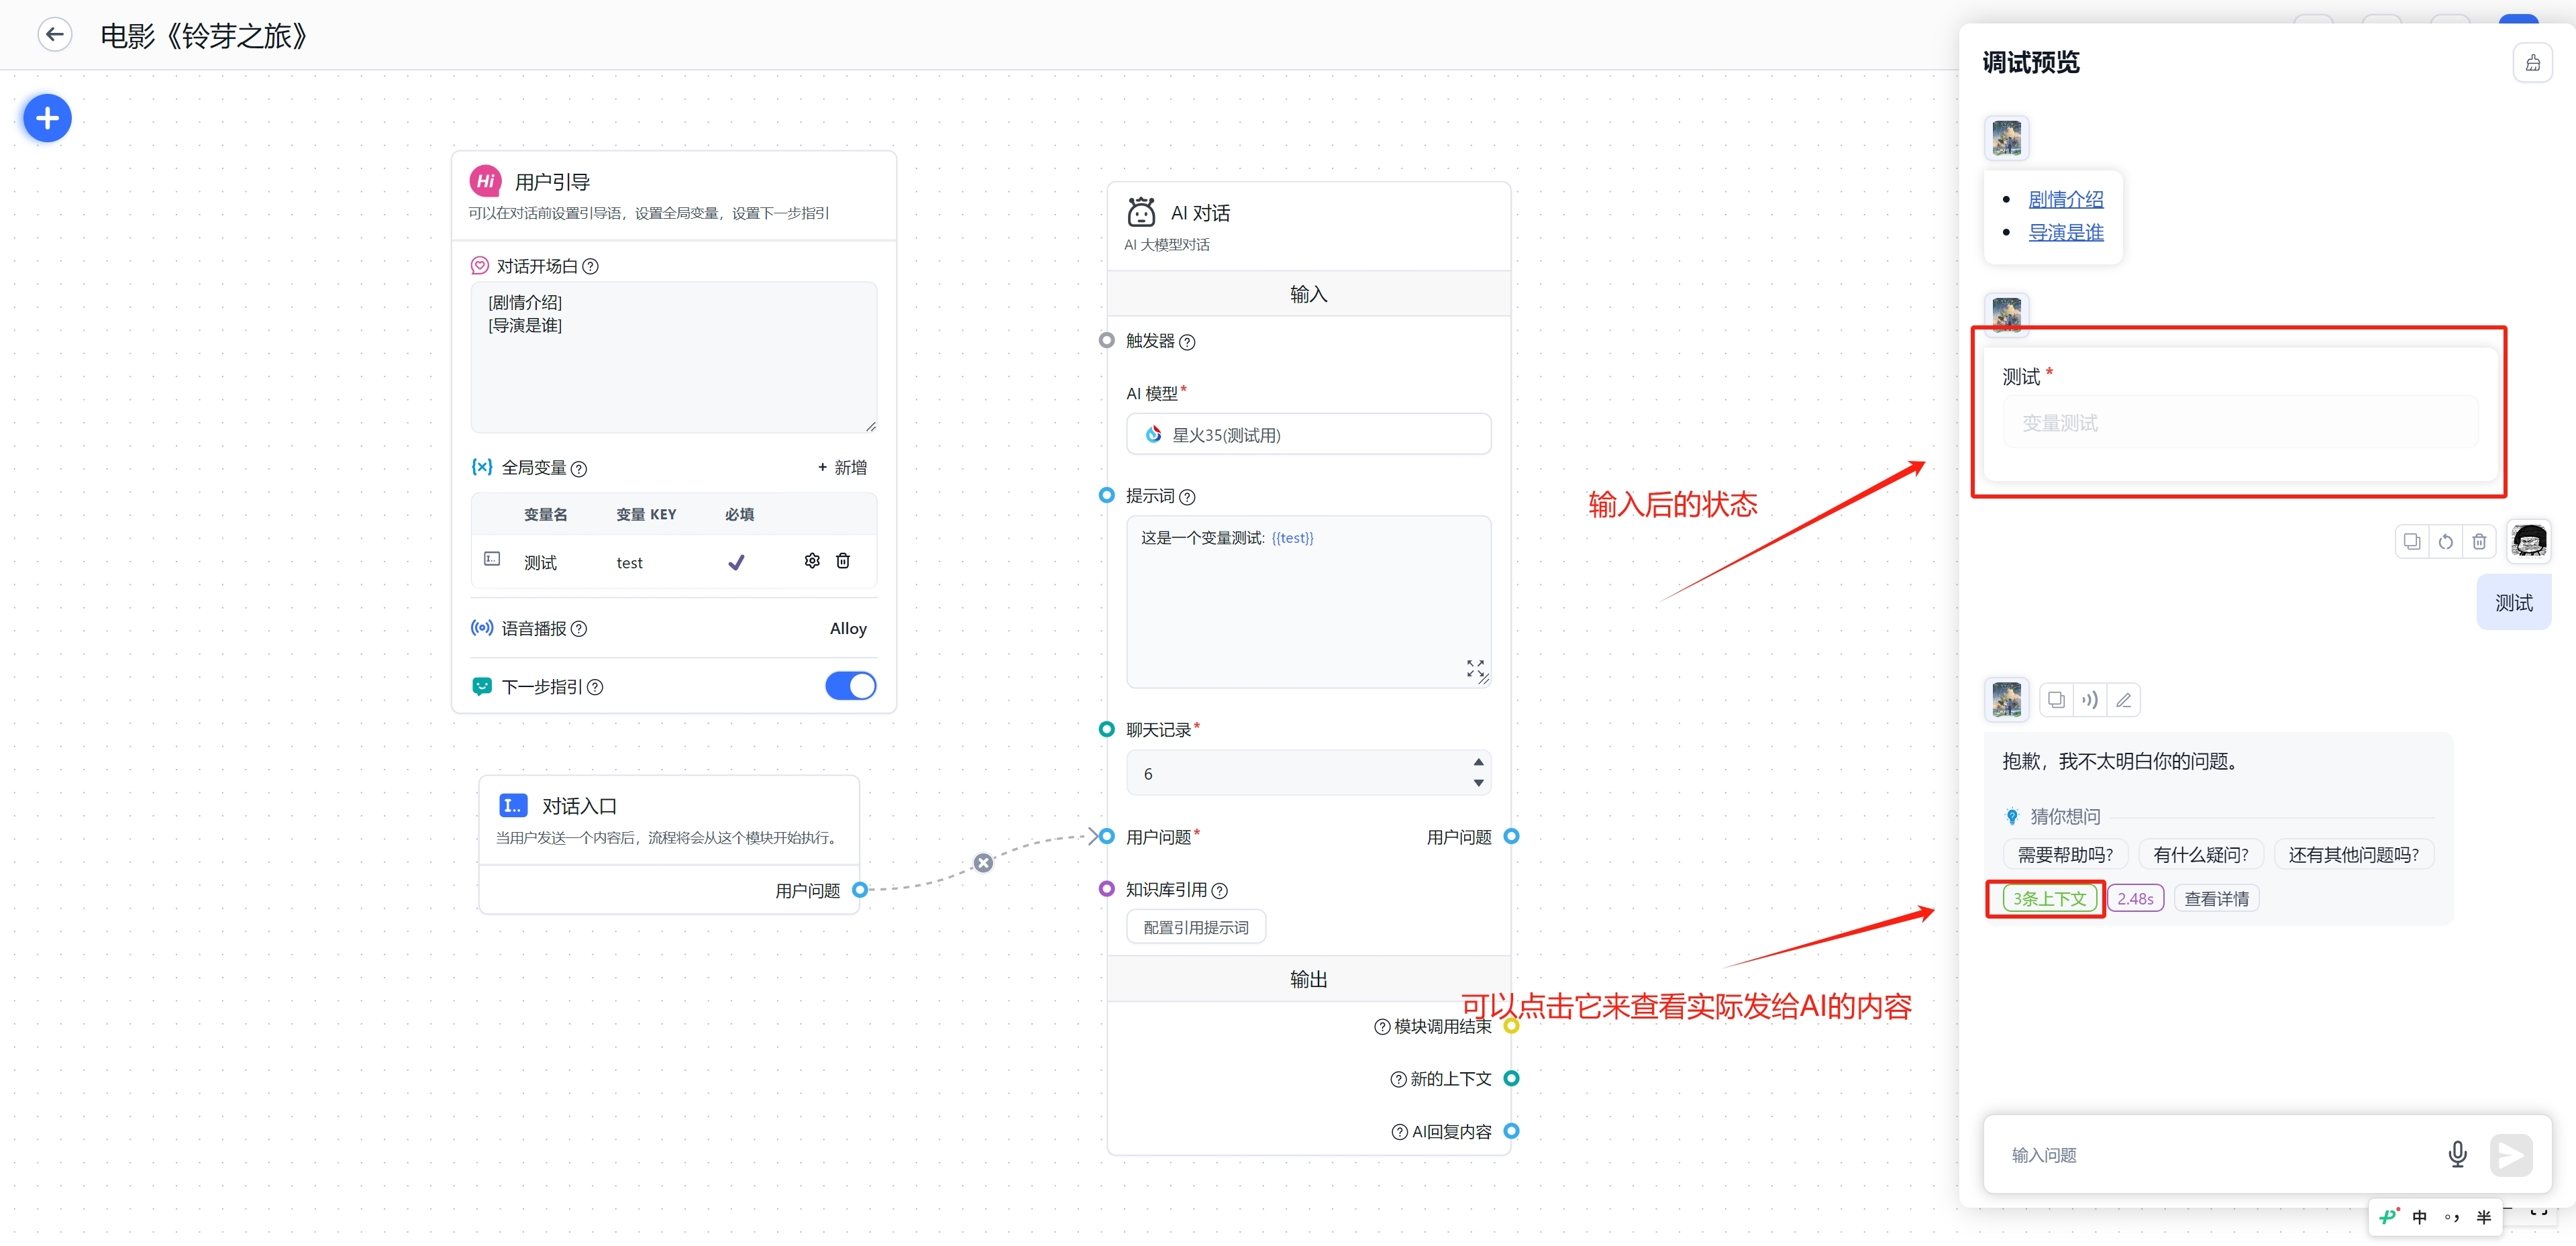 电影《铃芽之旅》
Hi 用户引导
可以在对话前设置引导语，设置全局变量，设置下一步指引
对话开场白
[剧情介绍]
[导演是谁]
{x} 全局变量
+ 新增
变量名 变量 KEY 必填
测试 test
语音播报 Alloy
下一步指引
I.. 对话入口
当用户发送一个内容后，流程将会从这个模块开始执行。
用户问题
AI 对话
AI 大模型对话
输入
触发器
AI 模型*
星火35(测试用)
提示词
这是一个变量测试: {{test}}
聊天记录*
6
用户问题* 用户问题
知识库引用
配置引用提示词
输出
模块调用结束
新的上下文
AI回复内容
输入后的状态
可以点击它来查看实际发给AI的内容
调试预览
剧情介绍
导演是谁
测试 *
变量测试
测试
抱歉，我不太明白你的问题。
猜你想问
需要帮助吗? 有什么疑问? 还有其他问题吗?
3条上下文 2.48s 查看详情
输入问题
中 °， 半